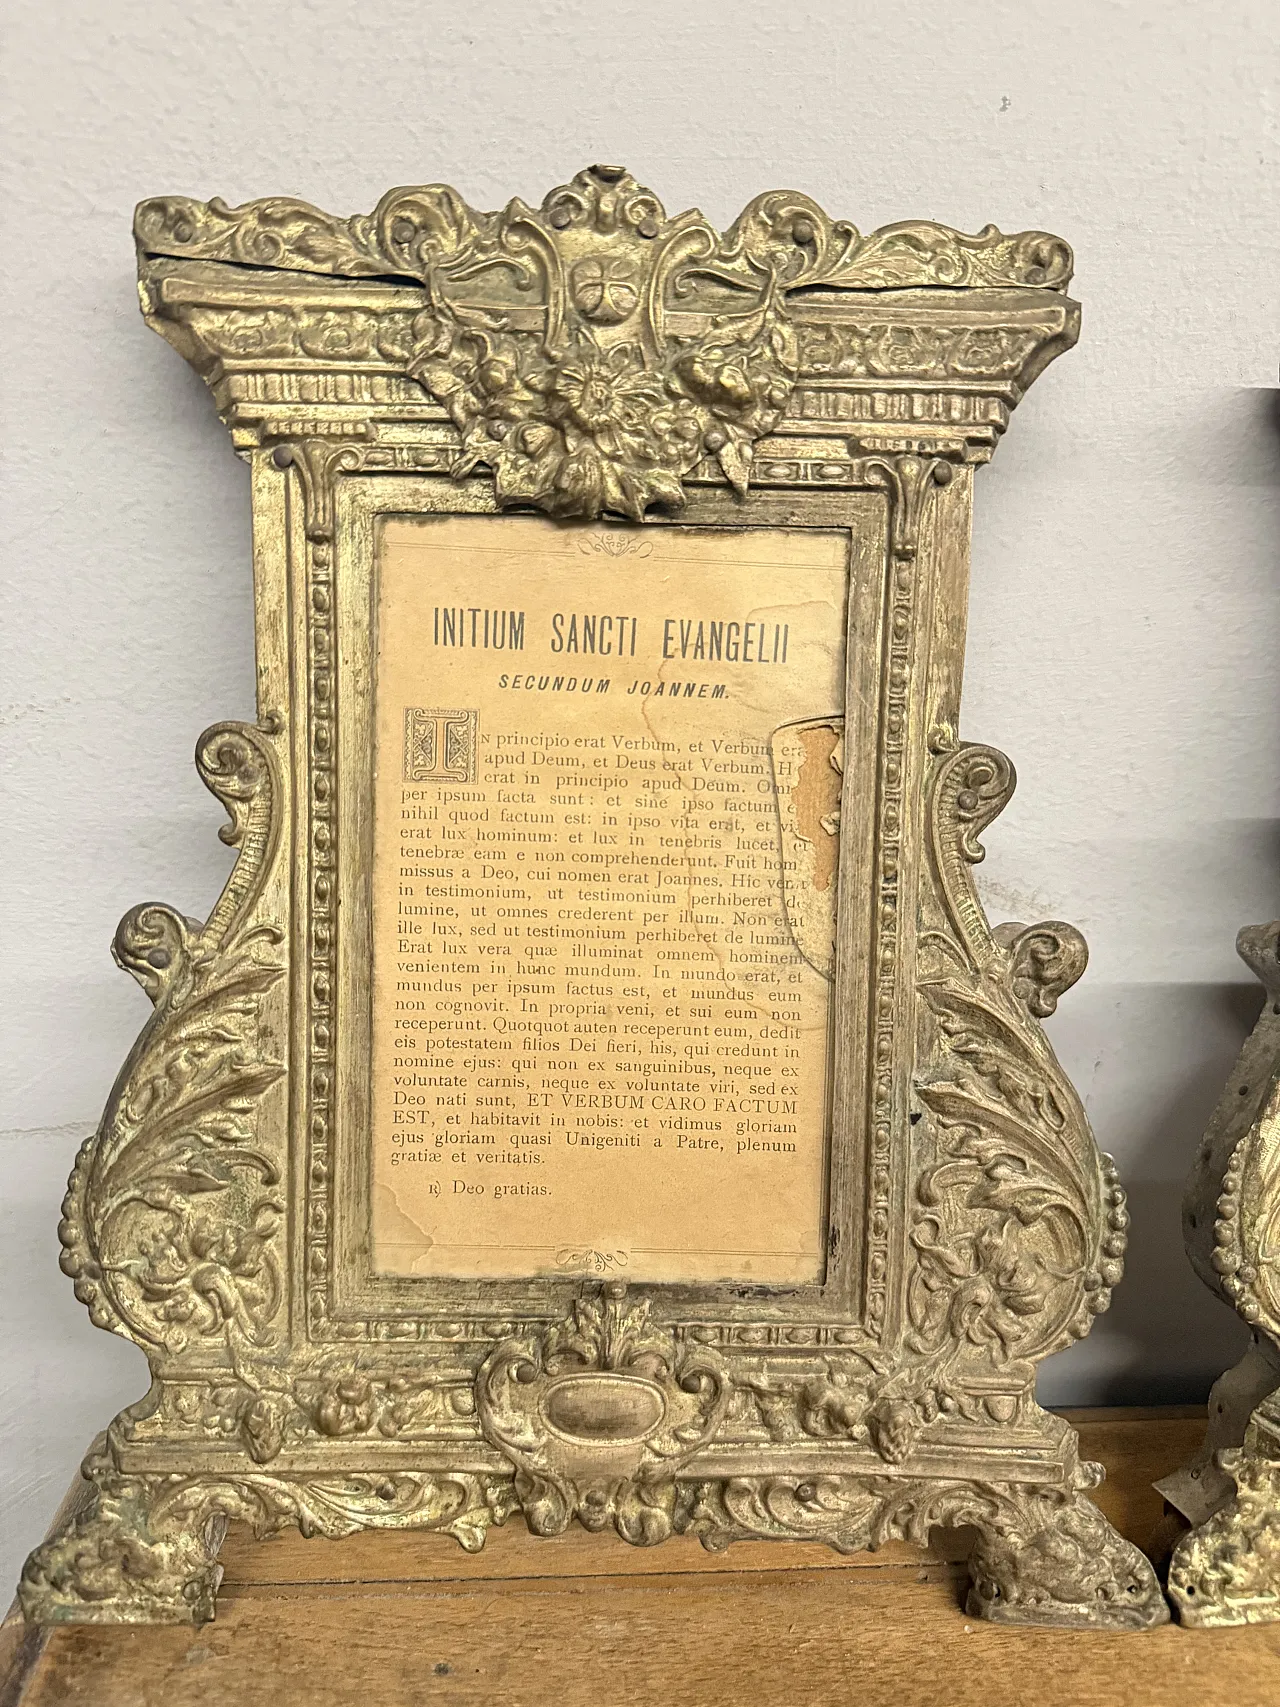 INITIUM SANCTI EVANGELII
SECUNDUM JOANNEM.
IN principio erat Verbum, et Verbum
apud Deum, et Deus erat Verbum.
erat in principio apud Deum.
per ipsum facta sunt: et sine ipso factum
nihil quod factum est: in ipso vita erat, et
erat lux hominum: et lux in tenebris lucet, et
tenebræ eam e non comprehenderunt. Fuit
missus a Deo, cui nomen erat Joannes. Hic
in testimonium, ut testimonium perhiberet
lumine, ut omnes crederent per illum. Non erat
ille lux, sed ut testimonium perhiberet de lumine
Erat lux vera quæ illuminat omnem hominem
venientem in hunc mundum. In mundo erat, et
mundus per ipsum factus est, et mundus eum
non cognovit. In propria veni, et sui eum non
receperunt. Quotquot auten receperunt eum, dedit
eis potestatem filios Dei fieri, his, qui credunt in
nomine ejus: qui non ex sanguinibus, neque ex
voluntate carnis, neque ex voluntate viri, sed ex
Deo nati sunt, ET VERBUM CARO FACTUM
EST, et habitavit in nobis: et vidimus gloriam
ejus gloriam quasi Unigeniti a Patre, plenum
gratiæ et veritatis.
℟ Deo gratias.